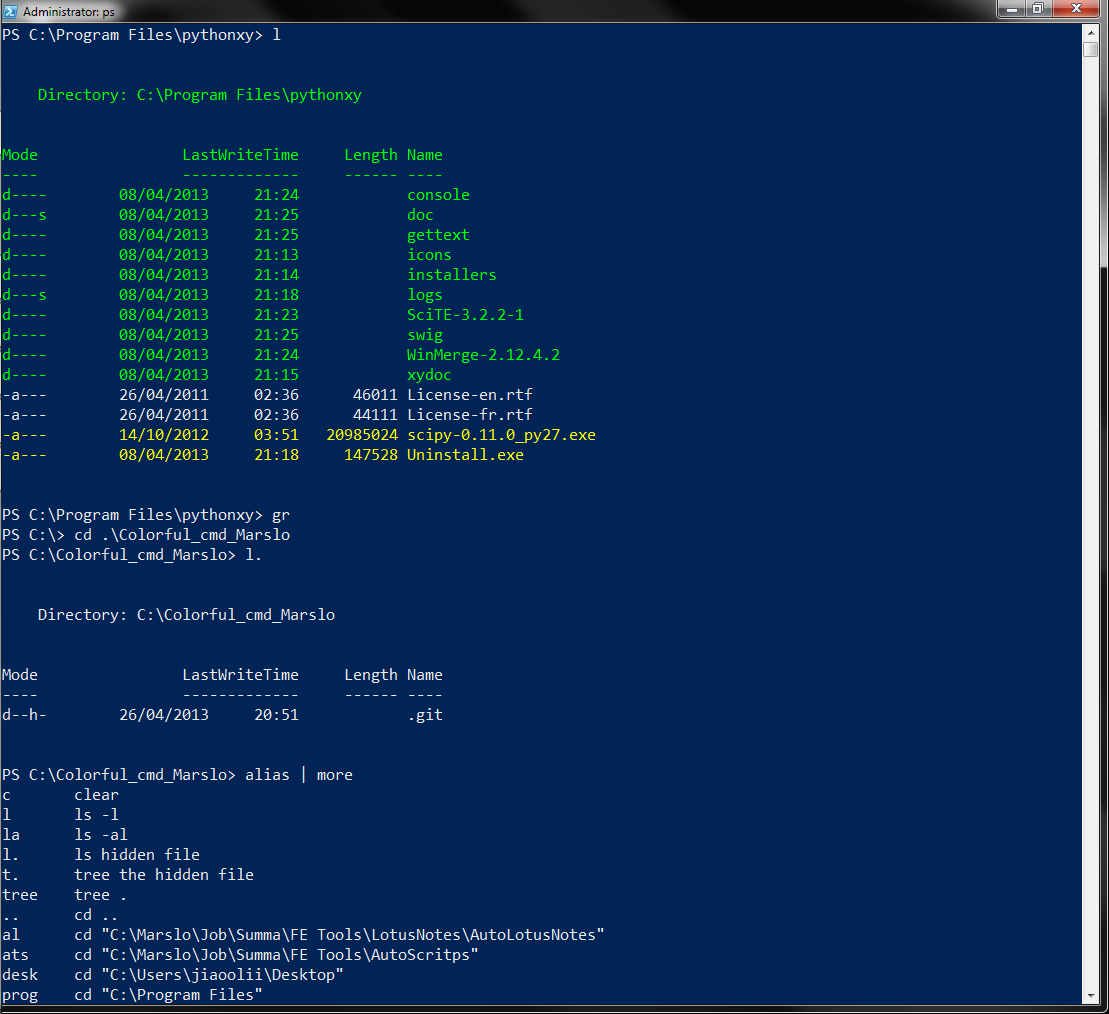 Administrator: ps
PS C:\Program Files\pythonxy> l
    Directory: C:\Program Files\pythonxy
Mode                LastWriteTime     Length Name
----                -------------     ------ ----
d----        08/04/2013     21:24            console
d---s        08/04/2013     21:25            doc
d----        08/04/2013     21:25            gettext
d----        08/04/2013     21:13            icons
d----        08/04/2013     21:14            installers
d---s        08/04/2013     21:18            logs
d----        08/04/2013     21:23            SciTE-3.2.2-1
d----        08/04/2013     21:25            swig
d----        08/04/2013     21:24            WinMerge-2.12.4.2
d----        08/04/2013     21:15            xydoc
-a---        26/04/2011     02:36      46011 License-en.rtf
-a---        26/04/2011     02:36      44111 License-fr.rtf
-a---        14/10/2012     03:51   20985024 scipy-0.11.0_py27.exe
-a---        08/04/2013     21:18     147528 Uninstall.exe
PS C:\Program Files\pythonxy> gr
PS C:\> cd .\Colorful_cmd_Marslo
PS C:\Colorful_cmd_Marslo> l.
    Directory: C:\Colorful_cmd_Marslo
Mode                LastWriteTime     Length Name
----                -------------     ------ ----
d--h-        26/04/2013     20:51            .git
PS C:\Colorful_cmd_Marslo> alias | more
c       clear
l       ls -l
la      ls -al
l.      ls hidden file
t.      tree the hidden file
tree    tree .
..      cd ..
al      cd "C:\Marslo\Job\Summa\FE Tools\LotusNotes\AutoLotusNotes"
ats     cd "C:\Marslo\Job\Summa\FE Tools\AutoScritps"
desk    cd "C:\Users\jiaoolii\Desktop"
prog    cd "C:\Program Files"